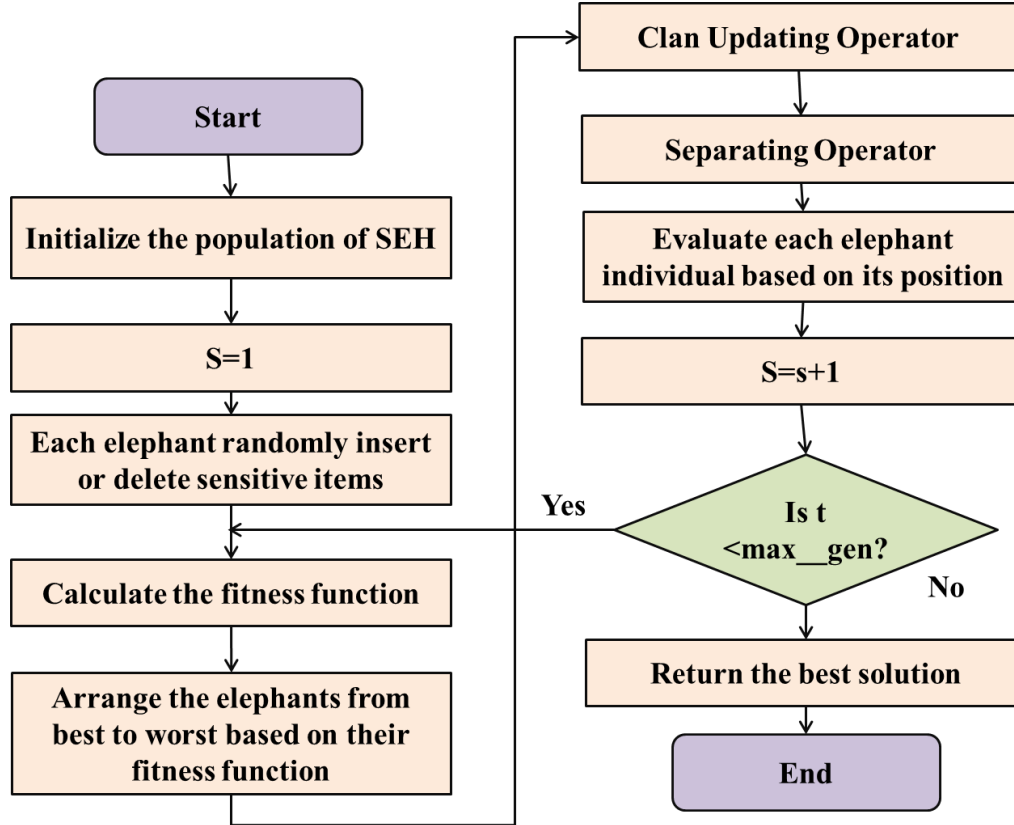 Start
Initialize the population of SEH
S=1
Each elephant randomly insert
or delete sensitive items
Calculate the fitness function
Arrange the elephants from
best to worst based on their
fitness function
Clan Updating Operator
Separating Operator
Evaluate each elephant
individual based on its position
S=s+1
Is t
<max__gen?
Yes
No
Return the best solution
End